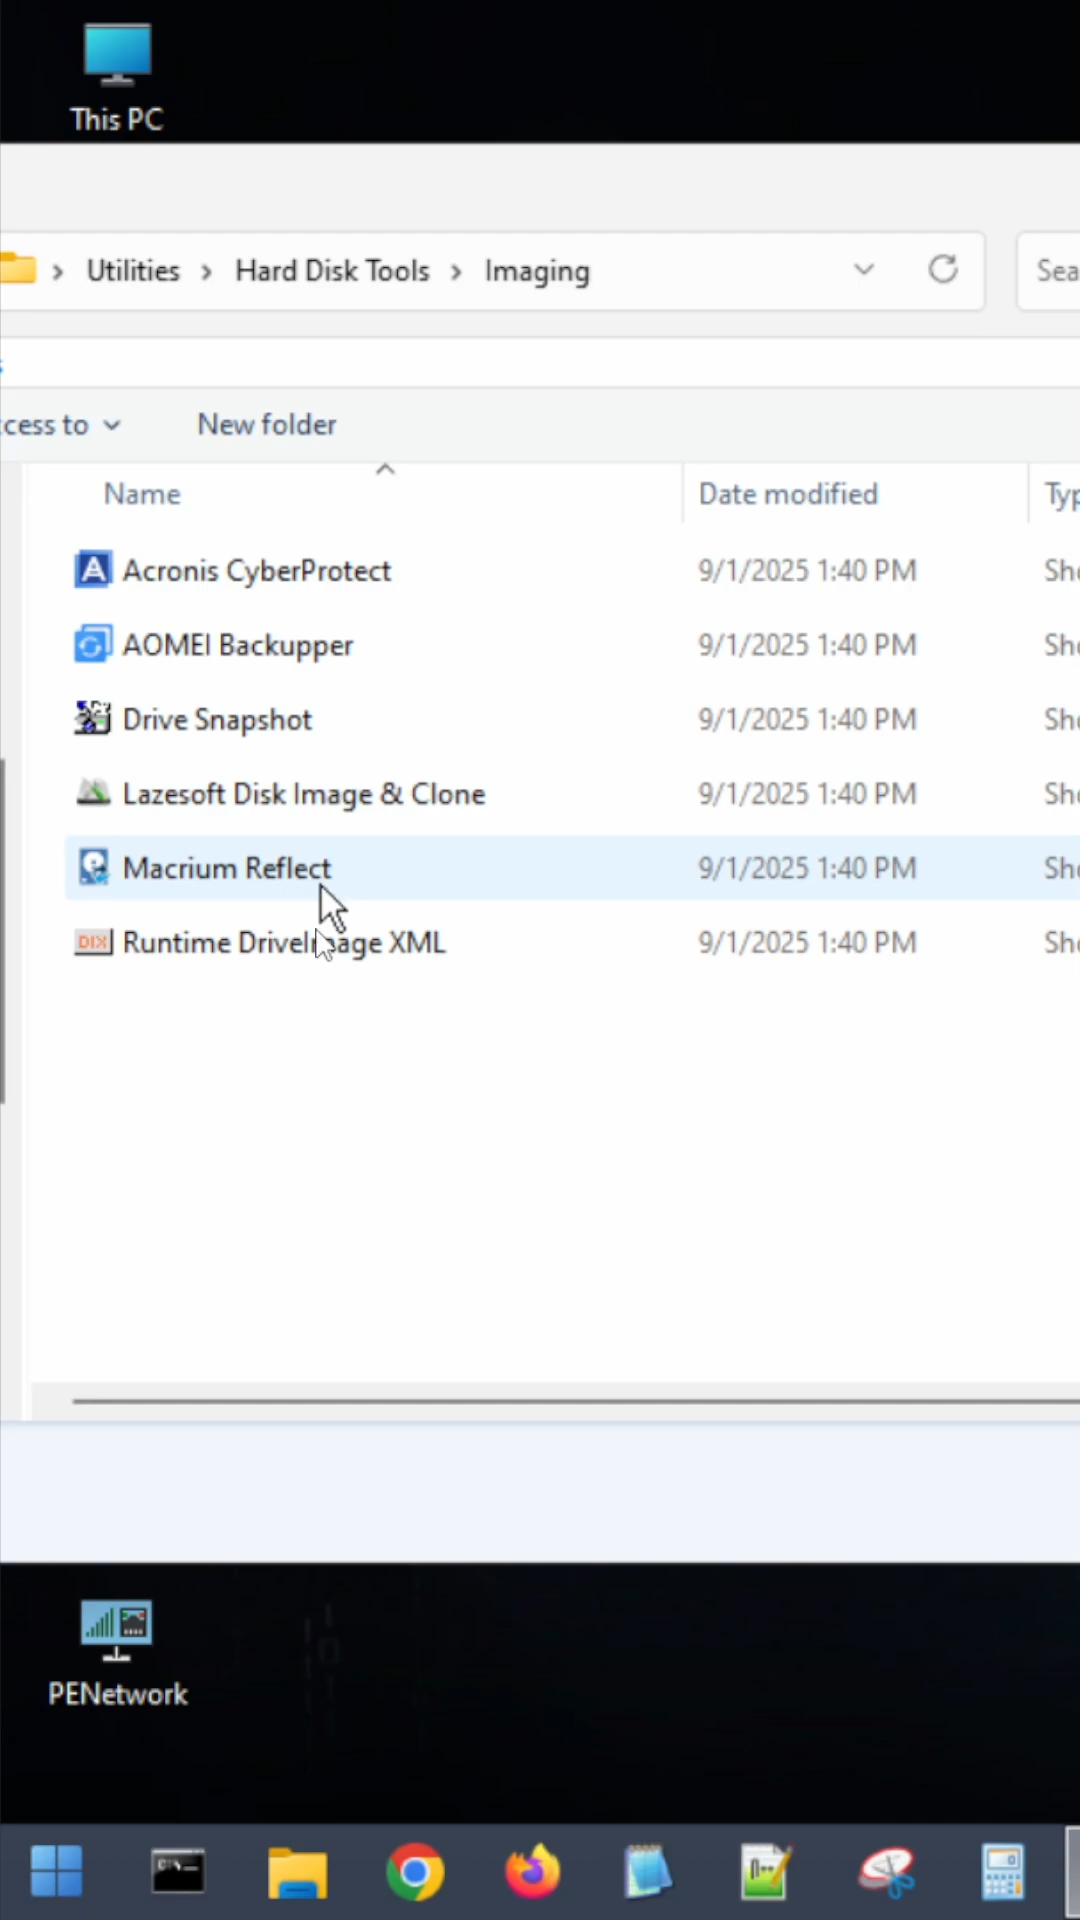 This PC
Utilities > Hard Disk Tools > Imaging
Sea
ccess to
New folder
Name
Date modified
Typ
Acronis CyberProtect
9/1/2025 1:40 PM
Sho
AOMEI Backupper
9/1/2025 1:40 PM
Sho
Drive Snapshot
9/1/2025 1:40 PM
Sho
Lazesoft Disk Image & Clone
9/1/2025 1:40 PM
Sho
Macrium Reflect
9/1/2025 1:40 PM
Sho
DIX
Runtime DriveImage XML
9/1/2025 1:40 PM
Sho
PENetwork